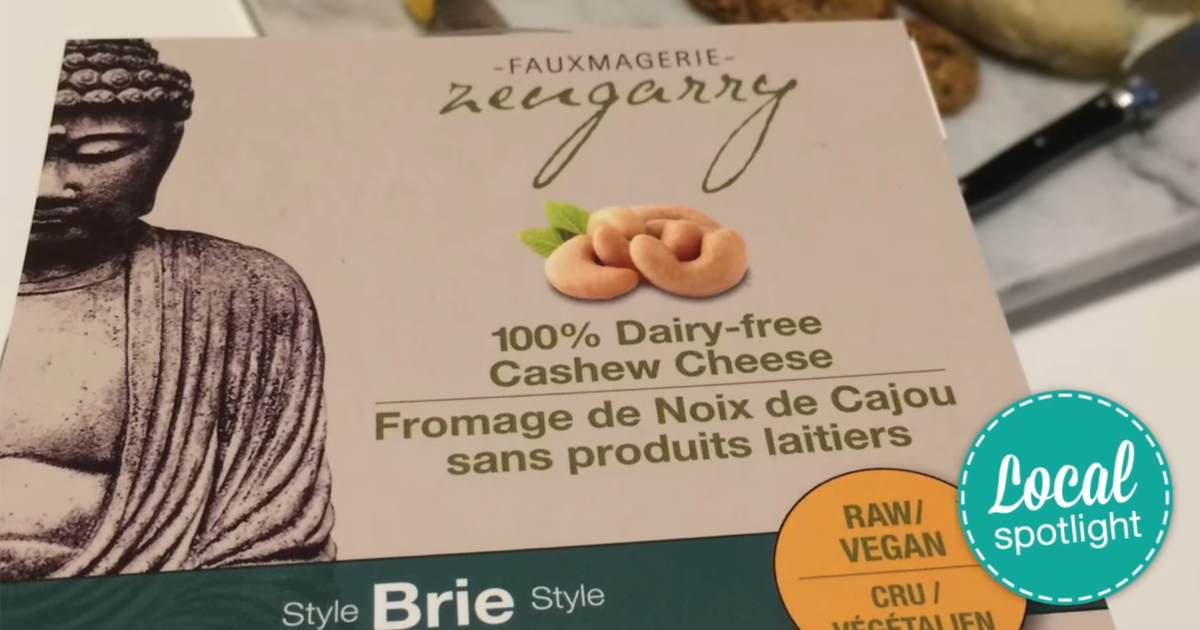 -FAUXMAGERIE-
zengarry
100% Dairy-free
Cashew Cheese
Fromage de Noix de Cajou
sans produits laitiers
RAW/
VEGAN
CRU /
VÉGÉTALIEN
Style Brie Style
Local
spotlight